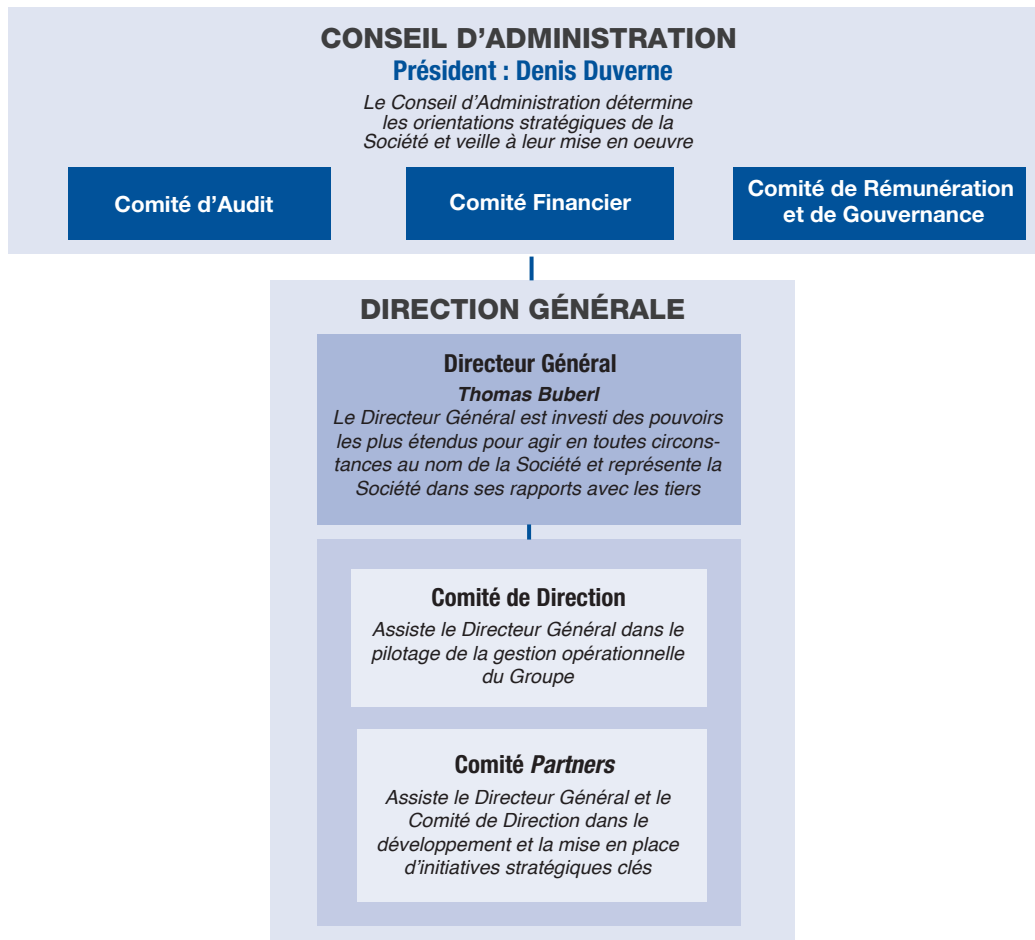 CONSEIL D'ADMINISTRATION
Président : Denis Duverne
Le Conseil d'Administration détermine
les orientations stratégiques de la
Société et veille à leur mise en oeuvre
Comité d'Audit
Comité Financier
Comité de Rémunération
et de Gouvernance
DIRECTION GÉNÉRALE
Directeur Général
Thomas Buberl
Le Directeur Général est investi des pouvoirs
les plus étendus pour agir en toutes circons-
tances au nom de la Société et représente la
Société dans ses rapports avec les tiers
Comité de Direction
Assiste le Directeur Général dans le
pilotage de la gestion opérationnelle
du Groupe
Comité Partners
Assiste le Directeur Général et le
Comité de Direction dans le
développement et la mise en place
d'initiatives stratégiques clés